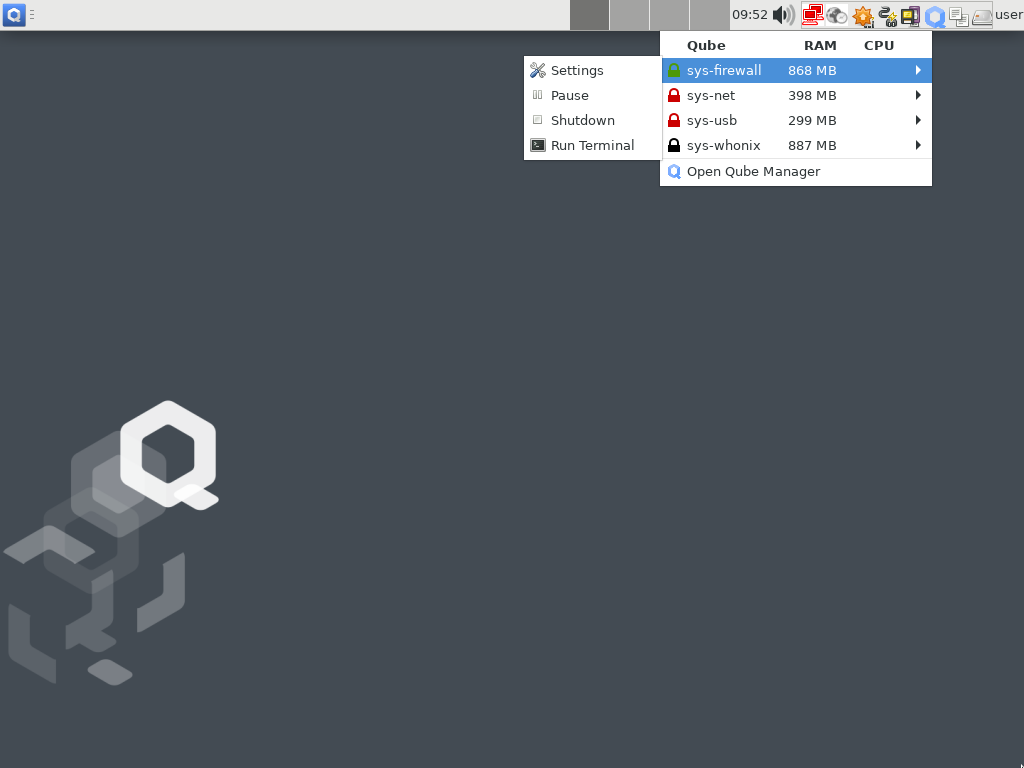 09:52 user
Qube RAM CPU
sys-firewall 868 MB
sys-net 398 MB
sys-usb 299 MB
sys-whonix 887 MB
Open Qube Manager
Settings
Pause
Shutdown
Run Terminal